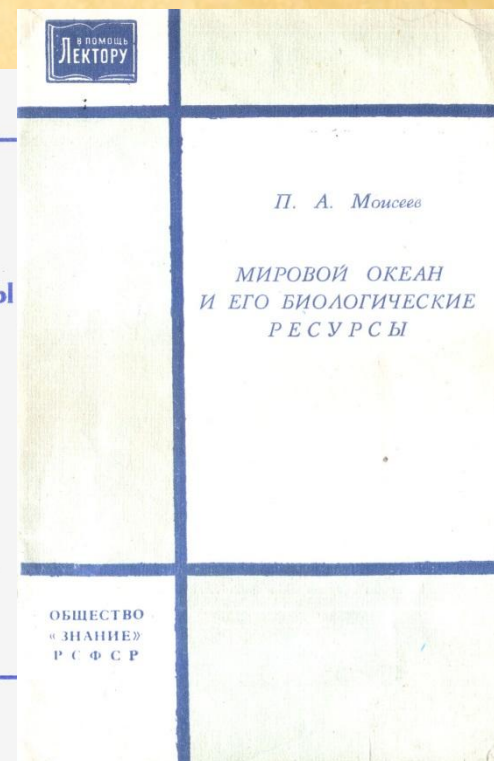 В ПОМОЩЬ
ЛЕКТОРУ
П. А. Моисеев
МИРОВОЙ ОКЕАН
И ЕГО БИОЛОГИЧЕСКИЕ
РЕСУРСЫ
ОБЩЕСТВО
«ЗНАНИЕ»
РСФСР